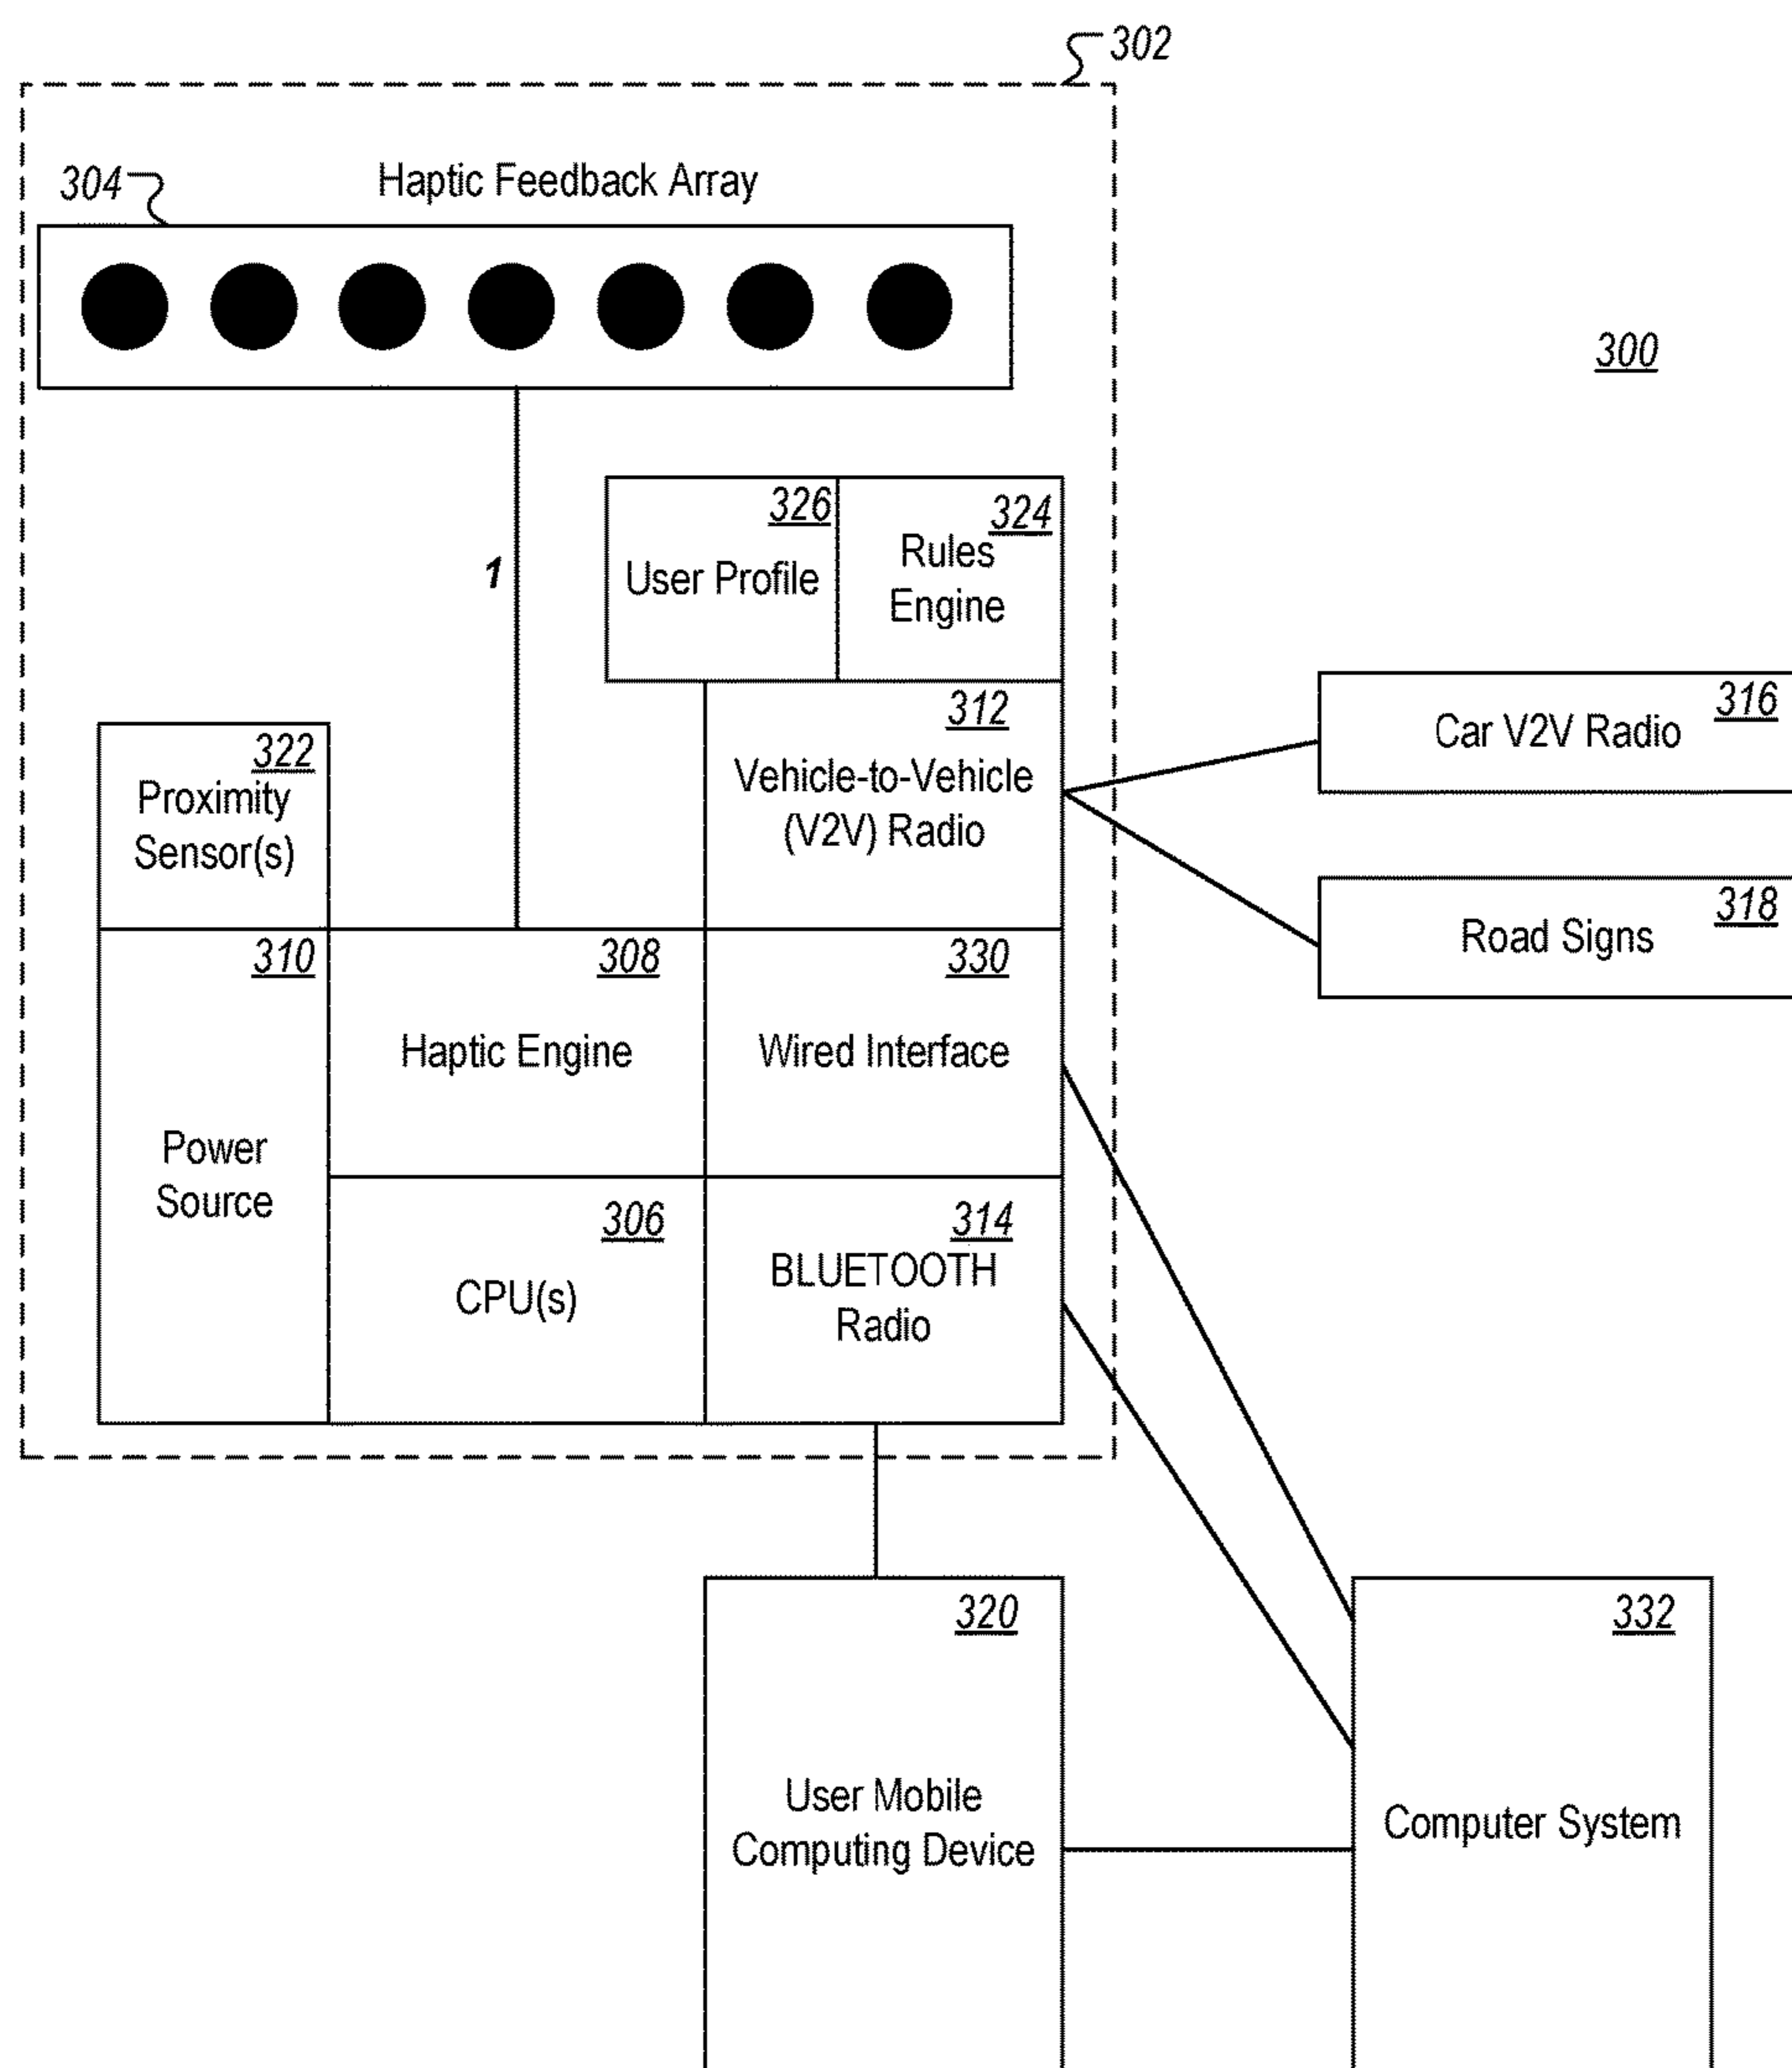 302
304
Haptic Feedback Array
300
326
324
User Profile
Rules
Engine
1
312
Vehicle-to-Vehicle
(V2V) Radio
316
Car V2V Radio
322
Proximity
Sensor(s)
318
Road Signs
310
Power
Source
308
Haptic Engine
330
Wired Interface
306
CPU(s)
314
BLUETOOTH
Radio
320
User Mobile
Computing Device
332
Computer System